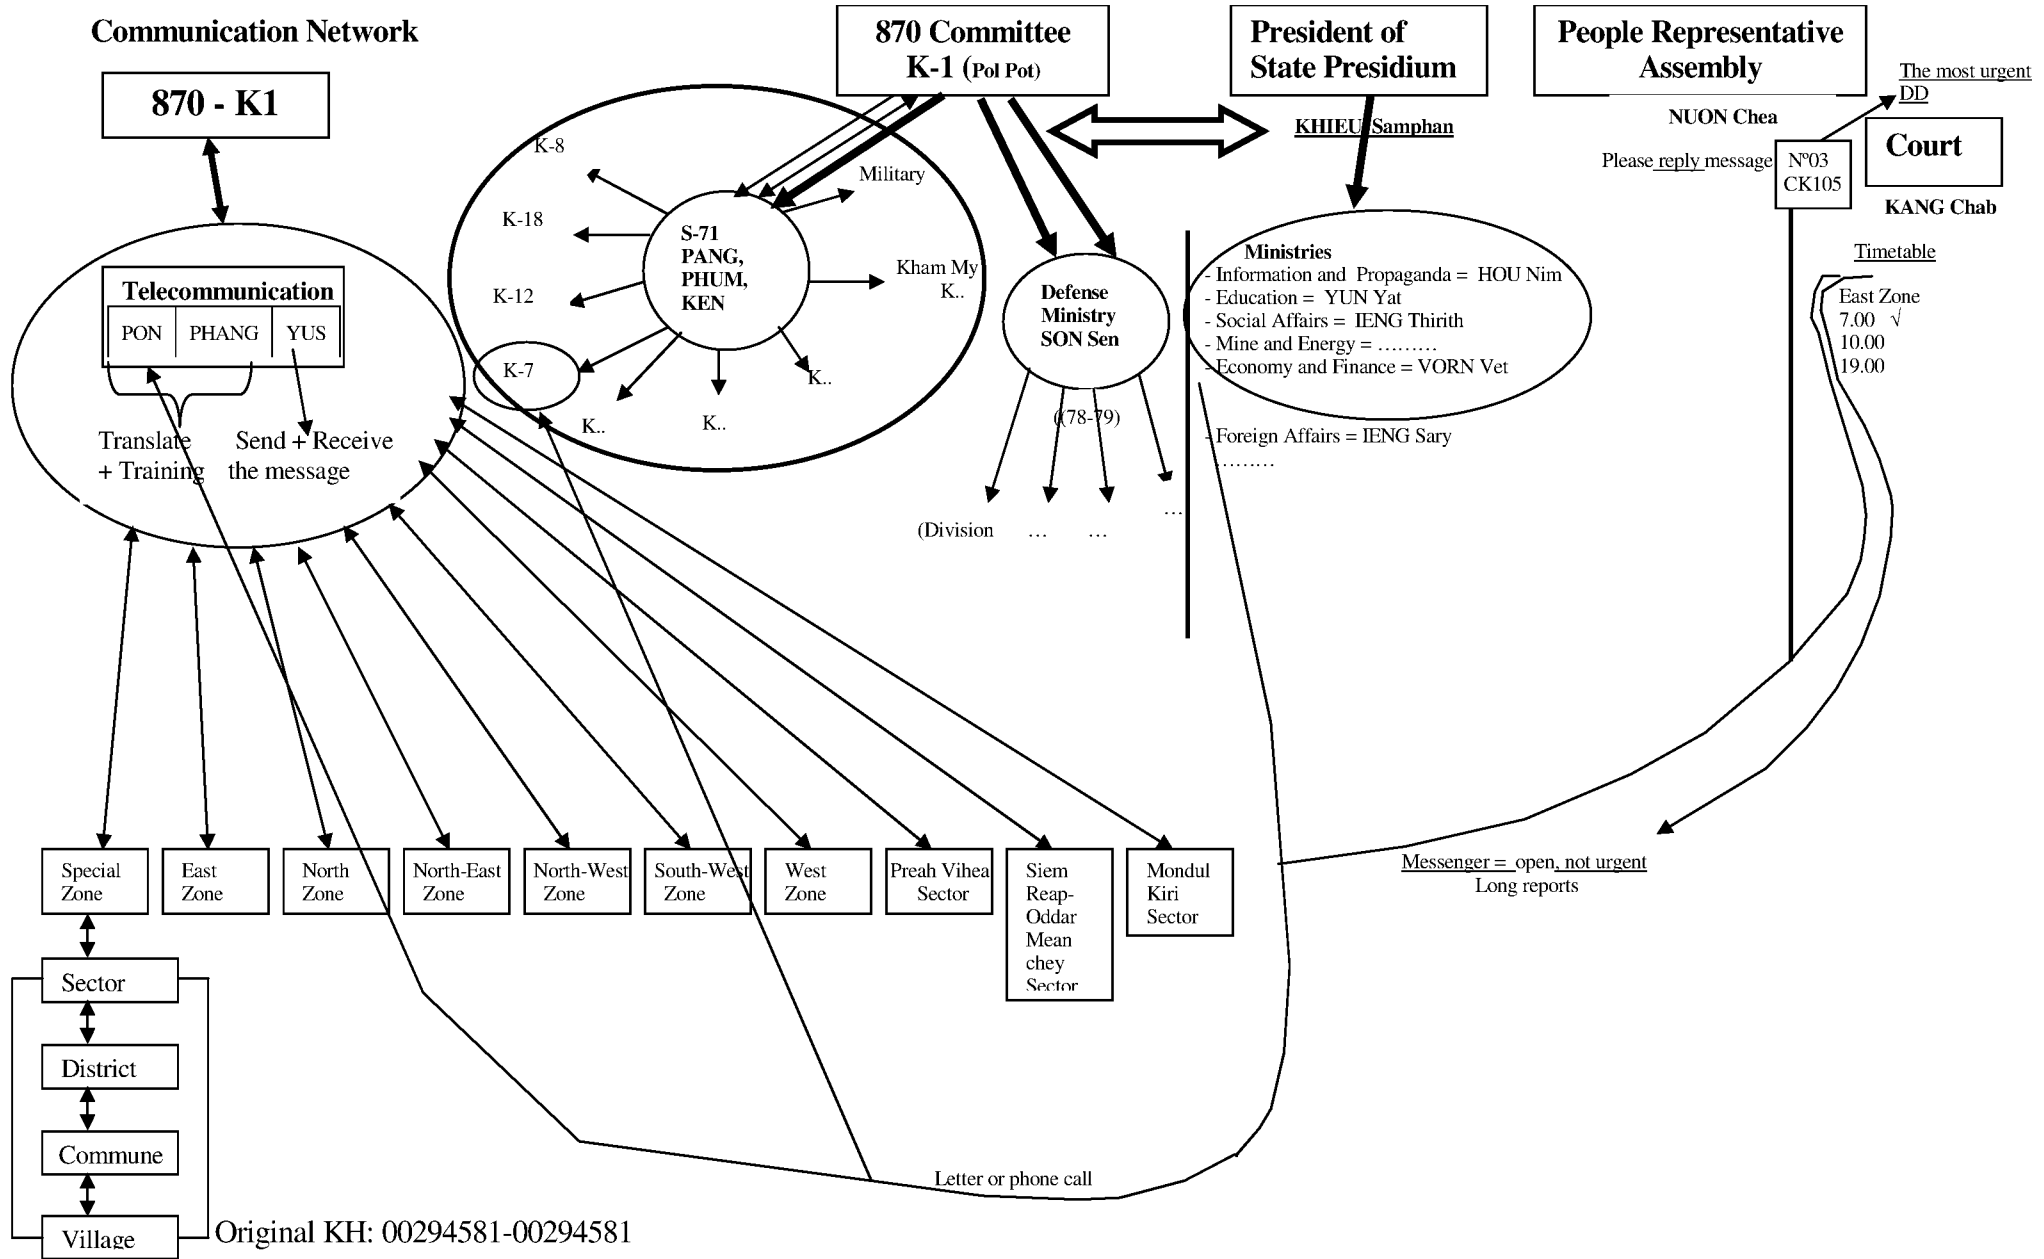 Communication Network
870 - K1
870 Committee
K-1 (Pol Pot)
President of
State Presidium
KHIEU Samphan
People Representative
Assembly
NUON Chea
The most urgent
DD
Please reply message
Nº03
CK105
Court
KANG Chab
Timetable
East Zone
7.00 √
10.00
19.00
Telecommunication
PON
PHANG
YUS
Translate
+ Training
Send + Receive
the message
K-8
K-18
K-12
K-7
K..
K..
K..
Kham My
K..
Military
S-71
PANG,
PHUM,
KEN
Defense
Ministry
SON Sen
((78-79)
(Division
...
...
...
Ministries
- Information and Propaganda = HOU Nim
- Education = YUN Yat
- Social Affairs = IENG Thirith
- Mine and Energy = .........
- Economy and Finance = VORN Vet
- Foreign Affairs = IENG Sary
.........
Special
Zone
East
Zone
North
Zone
North-East
Zone
North-West
Zone
South-West
Zone
West
Zone
Preah Vihea
Sector
Siem
Reap-
Oddar
Mean
chey
Sector
Mondul
Kiri
Sector
Messenger = open, not urgent
Long reports
Sector
District
Commune
Village
Letter or phone call
Original KH: 00294581-00294581